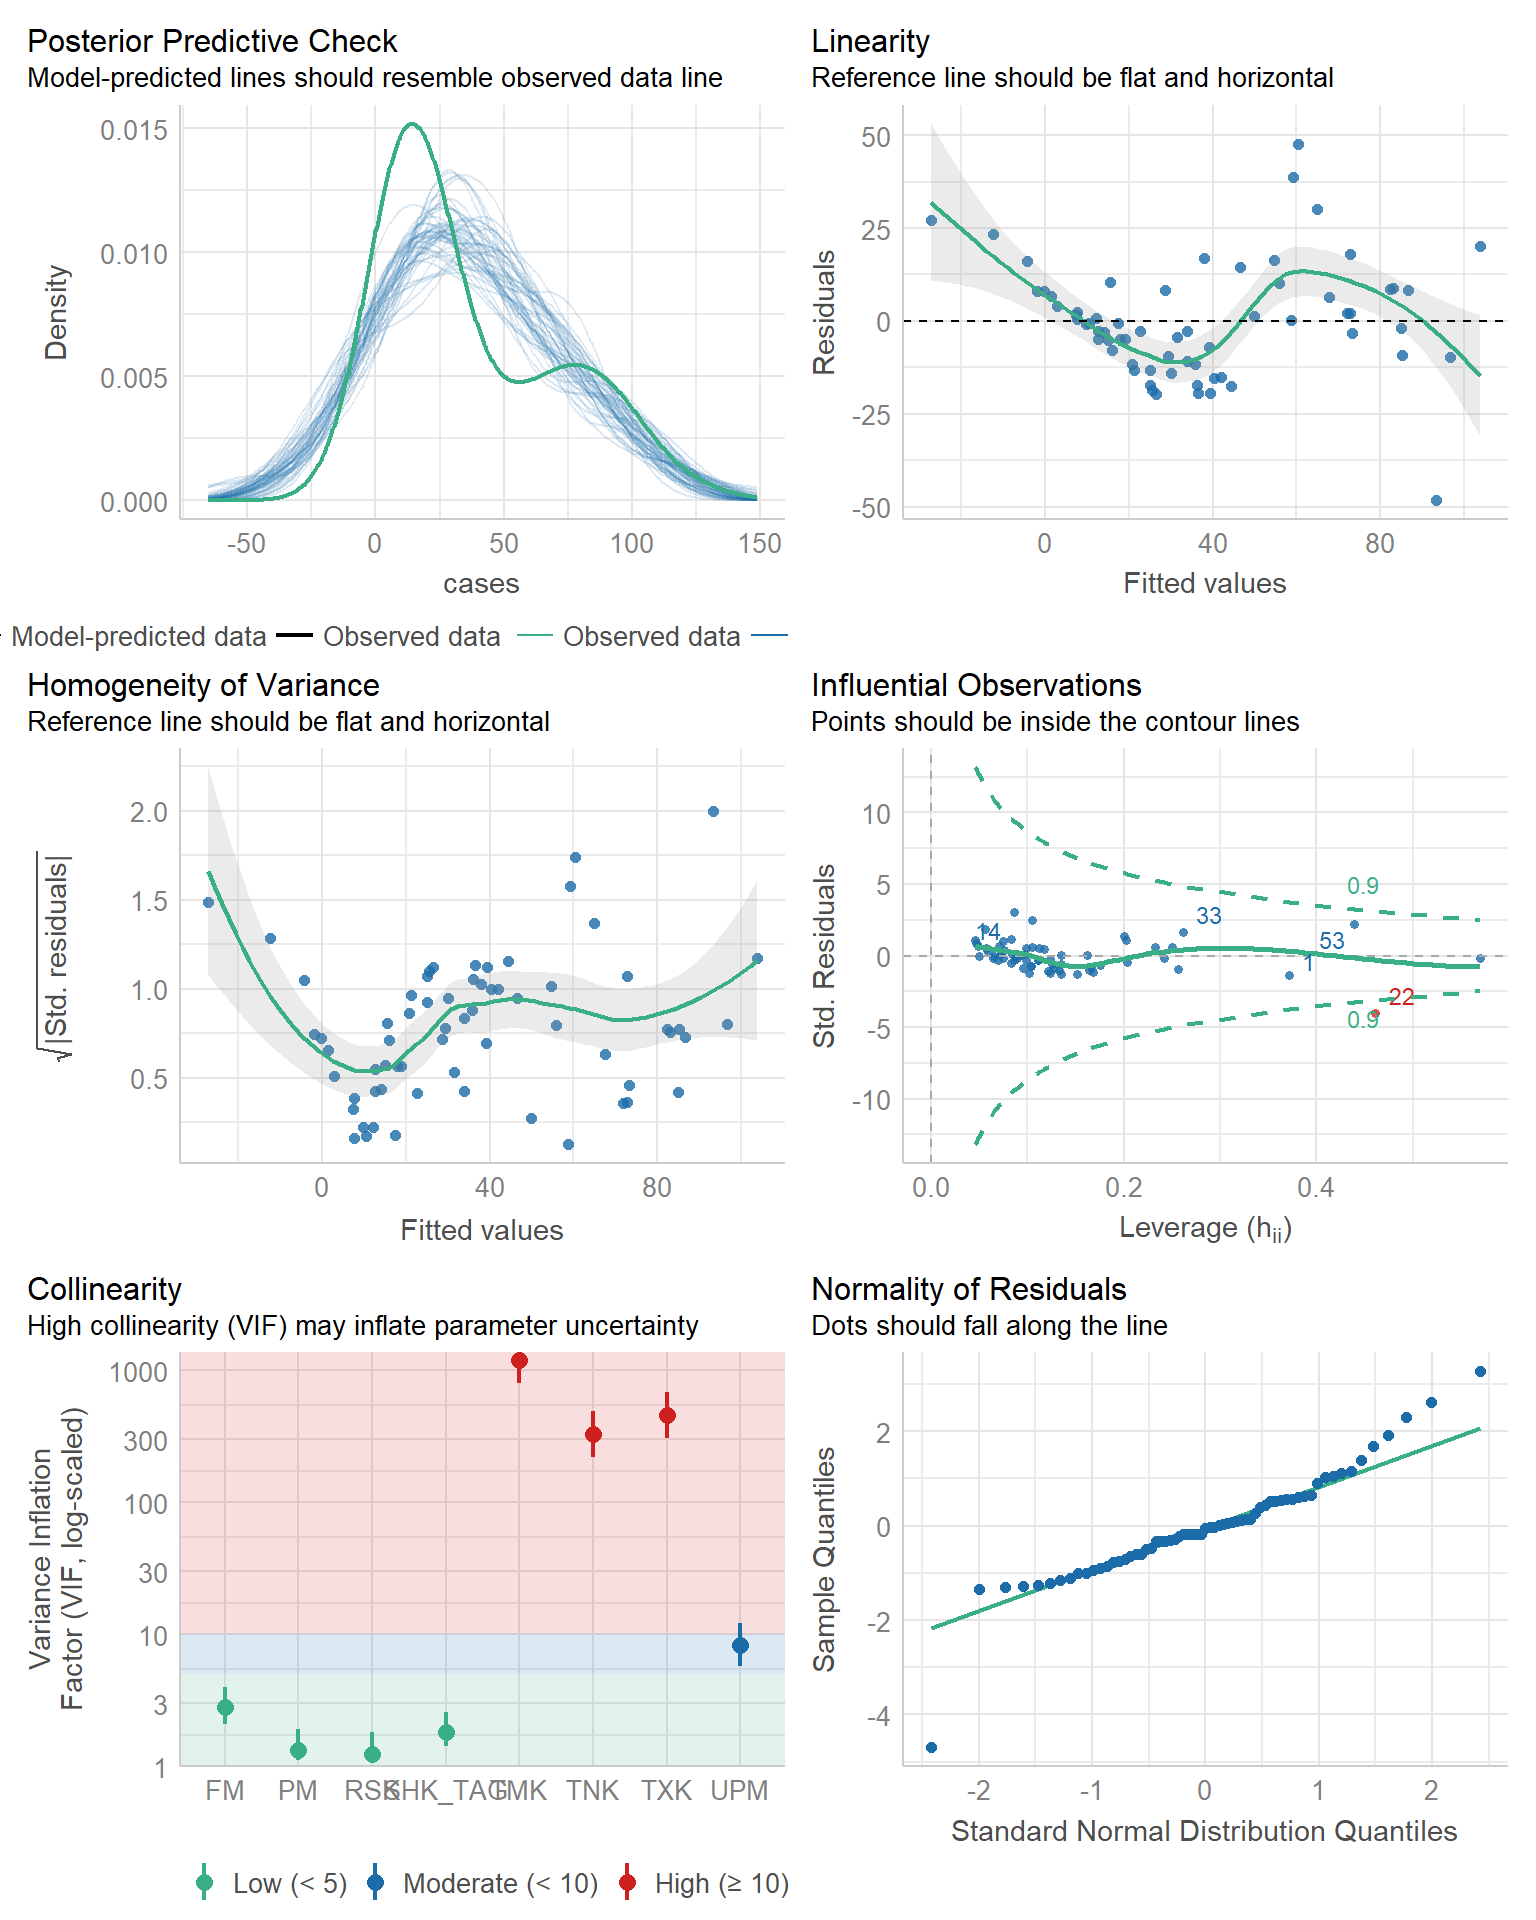 Posterior Predictive Check
Model-predicted lines should resemble observed data line
0.015
0.010
0.005
0.000
Density
-50 0 50 100 150
cases
Model-predicted data Observed data Observed data
Linearity
Reference line should be flat and horizontal
50
25
0
-25
-50
Residuals
0 40 80
Fitted values
Homogeneity of Variance
Reference line should be flat and horizontal
2.0
1.5
1.0
0.5
√|Std. residuals|
0 40 80
Fitted values
Influential Observations
Points should be inside the contour lines
10
5
0
-5
-10
Std. Residuals
0.9
33
14
53
1
22
0.9
0.0 0.2 0.4
Leverage (hii)
Collinearity
High collinearity (VIF) may inflate parameter uncertainty
1000
300
100
30
10
3
1
Variance Inflation
Factor (VIF, log-scaled)
FM PM RSK SHK_TAG TMK TNK TXK UPM
Low (< 5) Moderate (< 10) High (≥ 10)
Normality of Residuals
Dots should fall along the line
2
0
-2
-4
Sample Quantiles
-2 -1 0 1 2
Standard Normal Distribution Quantiles